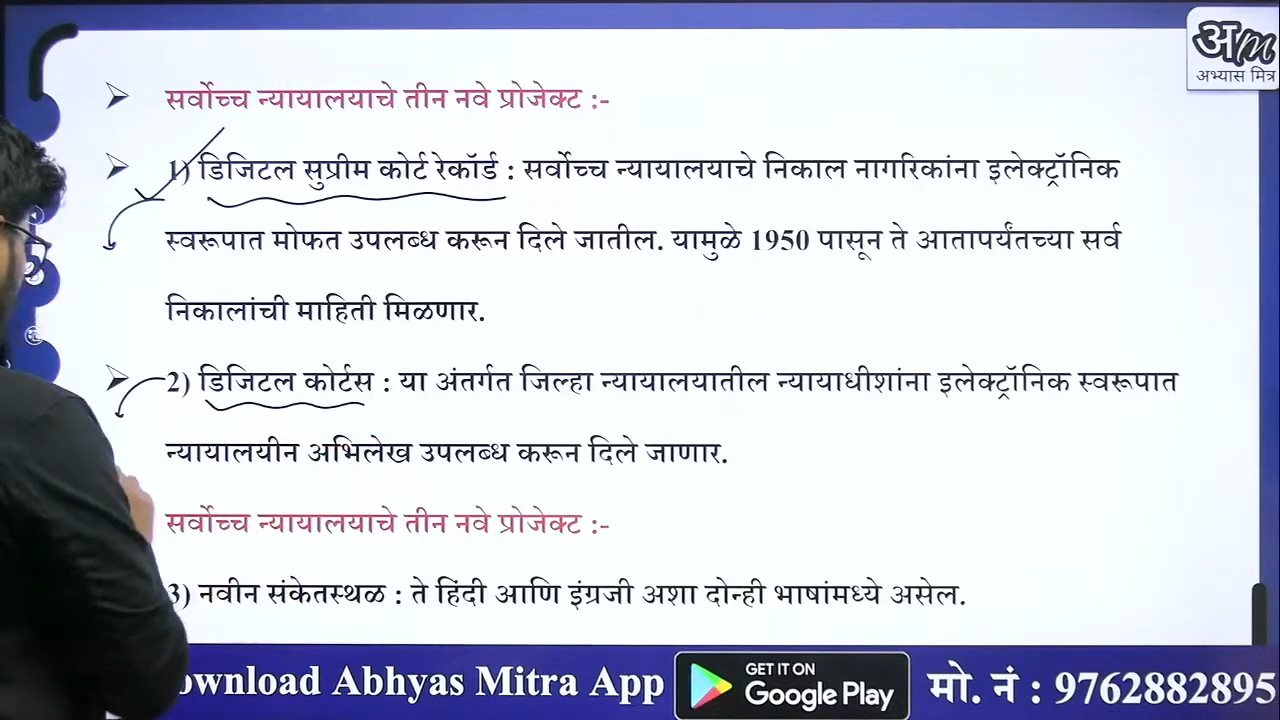 अm
अभ्यास मित्र
सर्वोच्च न्यायालयाचे तीन नवे प्रोजेक्ट :-
1) डिजिटल सुप्रीम कोर्ट रेकॉर्ड : सर्वोच्च न्यायालयाचे निकाल नागरिकांना इलेक्ट्रॉनिक
स्वरूपात मोफत उपलब्ध करून दिले जातील. यामुळे 1950 पासून ते आतापर्यंतच्या सर्व
निकालांची माहिती मिळणार.
2) डिजिटल कोर्टस : या अंतर्गत जिल्हा न्यायालयातील न्यायाधीशांना इलेक्ट्रॉनिक स्वरूपात
न्यायालयीन अभिलेख उपलब्ध करून दिले जाणार.
सर्वोच्च न्यायालयाचे तीन नवे प्रोजेक्ट :-
3) नवीन संकेतस्थळ : ते हिंदी आणि इंग्रजी अशा दोन्ही भाषांमध्ये असेल.
ownload Abhyas Mitra App GET IT ON Google Play मो. नं : 9762882895